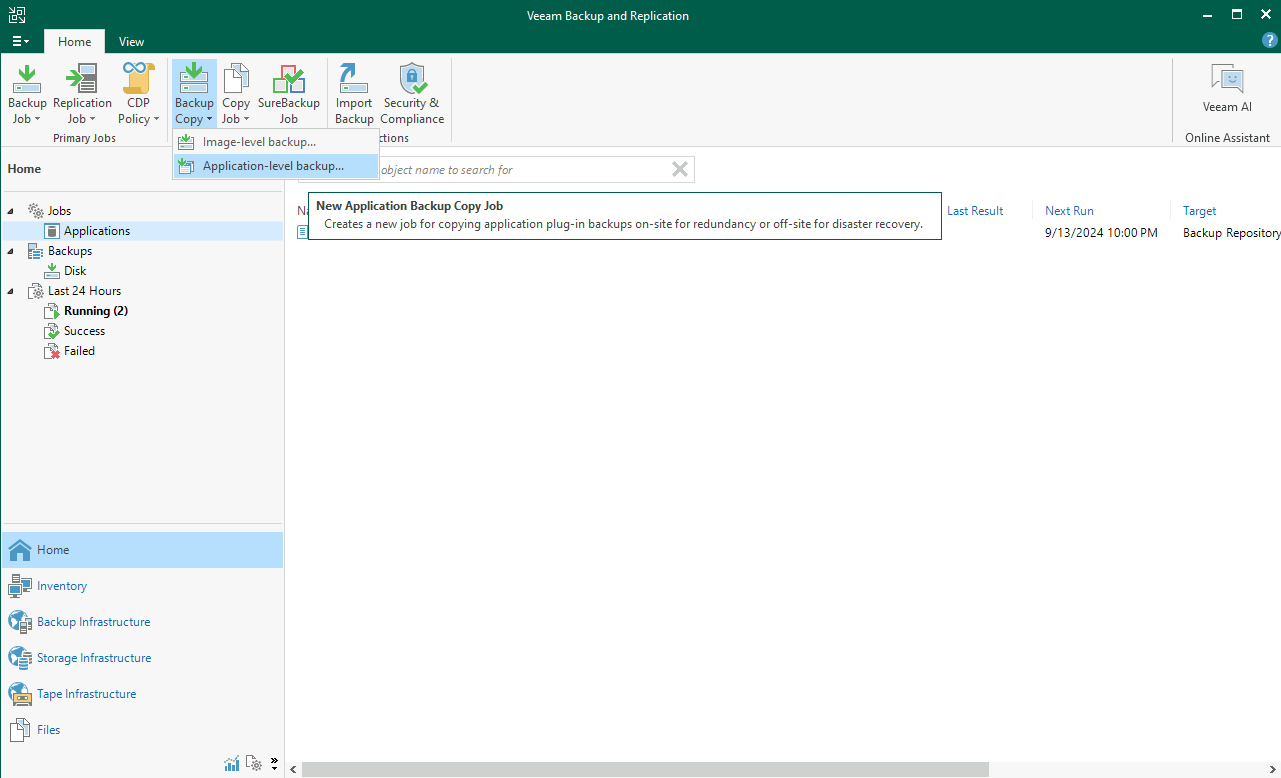 Veeam Backup and Replication
Home View
Backup Job
Replication Job
CDP Policy
Backup Copy
Copy Job
SureBackup Job
Import Backup
Security & Compliance
Veeam AI
Primary Jobs
ctions
Online Assistant
Image-level backup...
Application-level backup...
Home
object name to search for
New Application Backup Copy Job
Creates a new job for copying application plug-in backups on-site for redundancy or off-site for disaster recovery.
Last Result Next Run Target
9/13/2024 10:00 PM Backup Repository
Jobs
Applications
Backups
Disk
Last 24 Hours
Running (2)
Success
Failed
Home
Inventory
Backup Infrastructure
Storage Infrastructure
Tape Infrastructure
Files